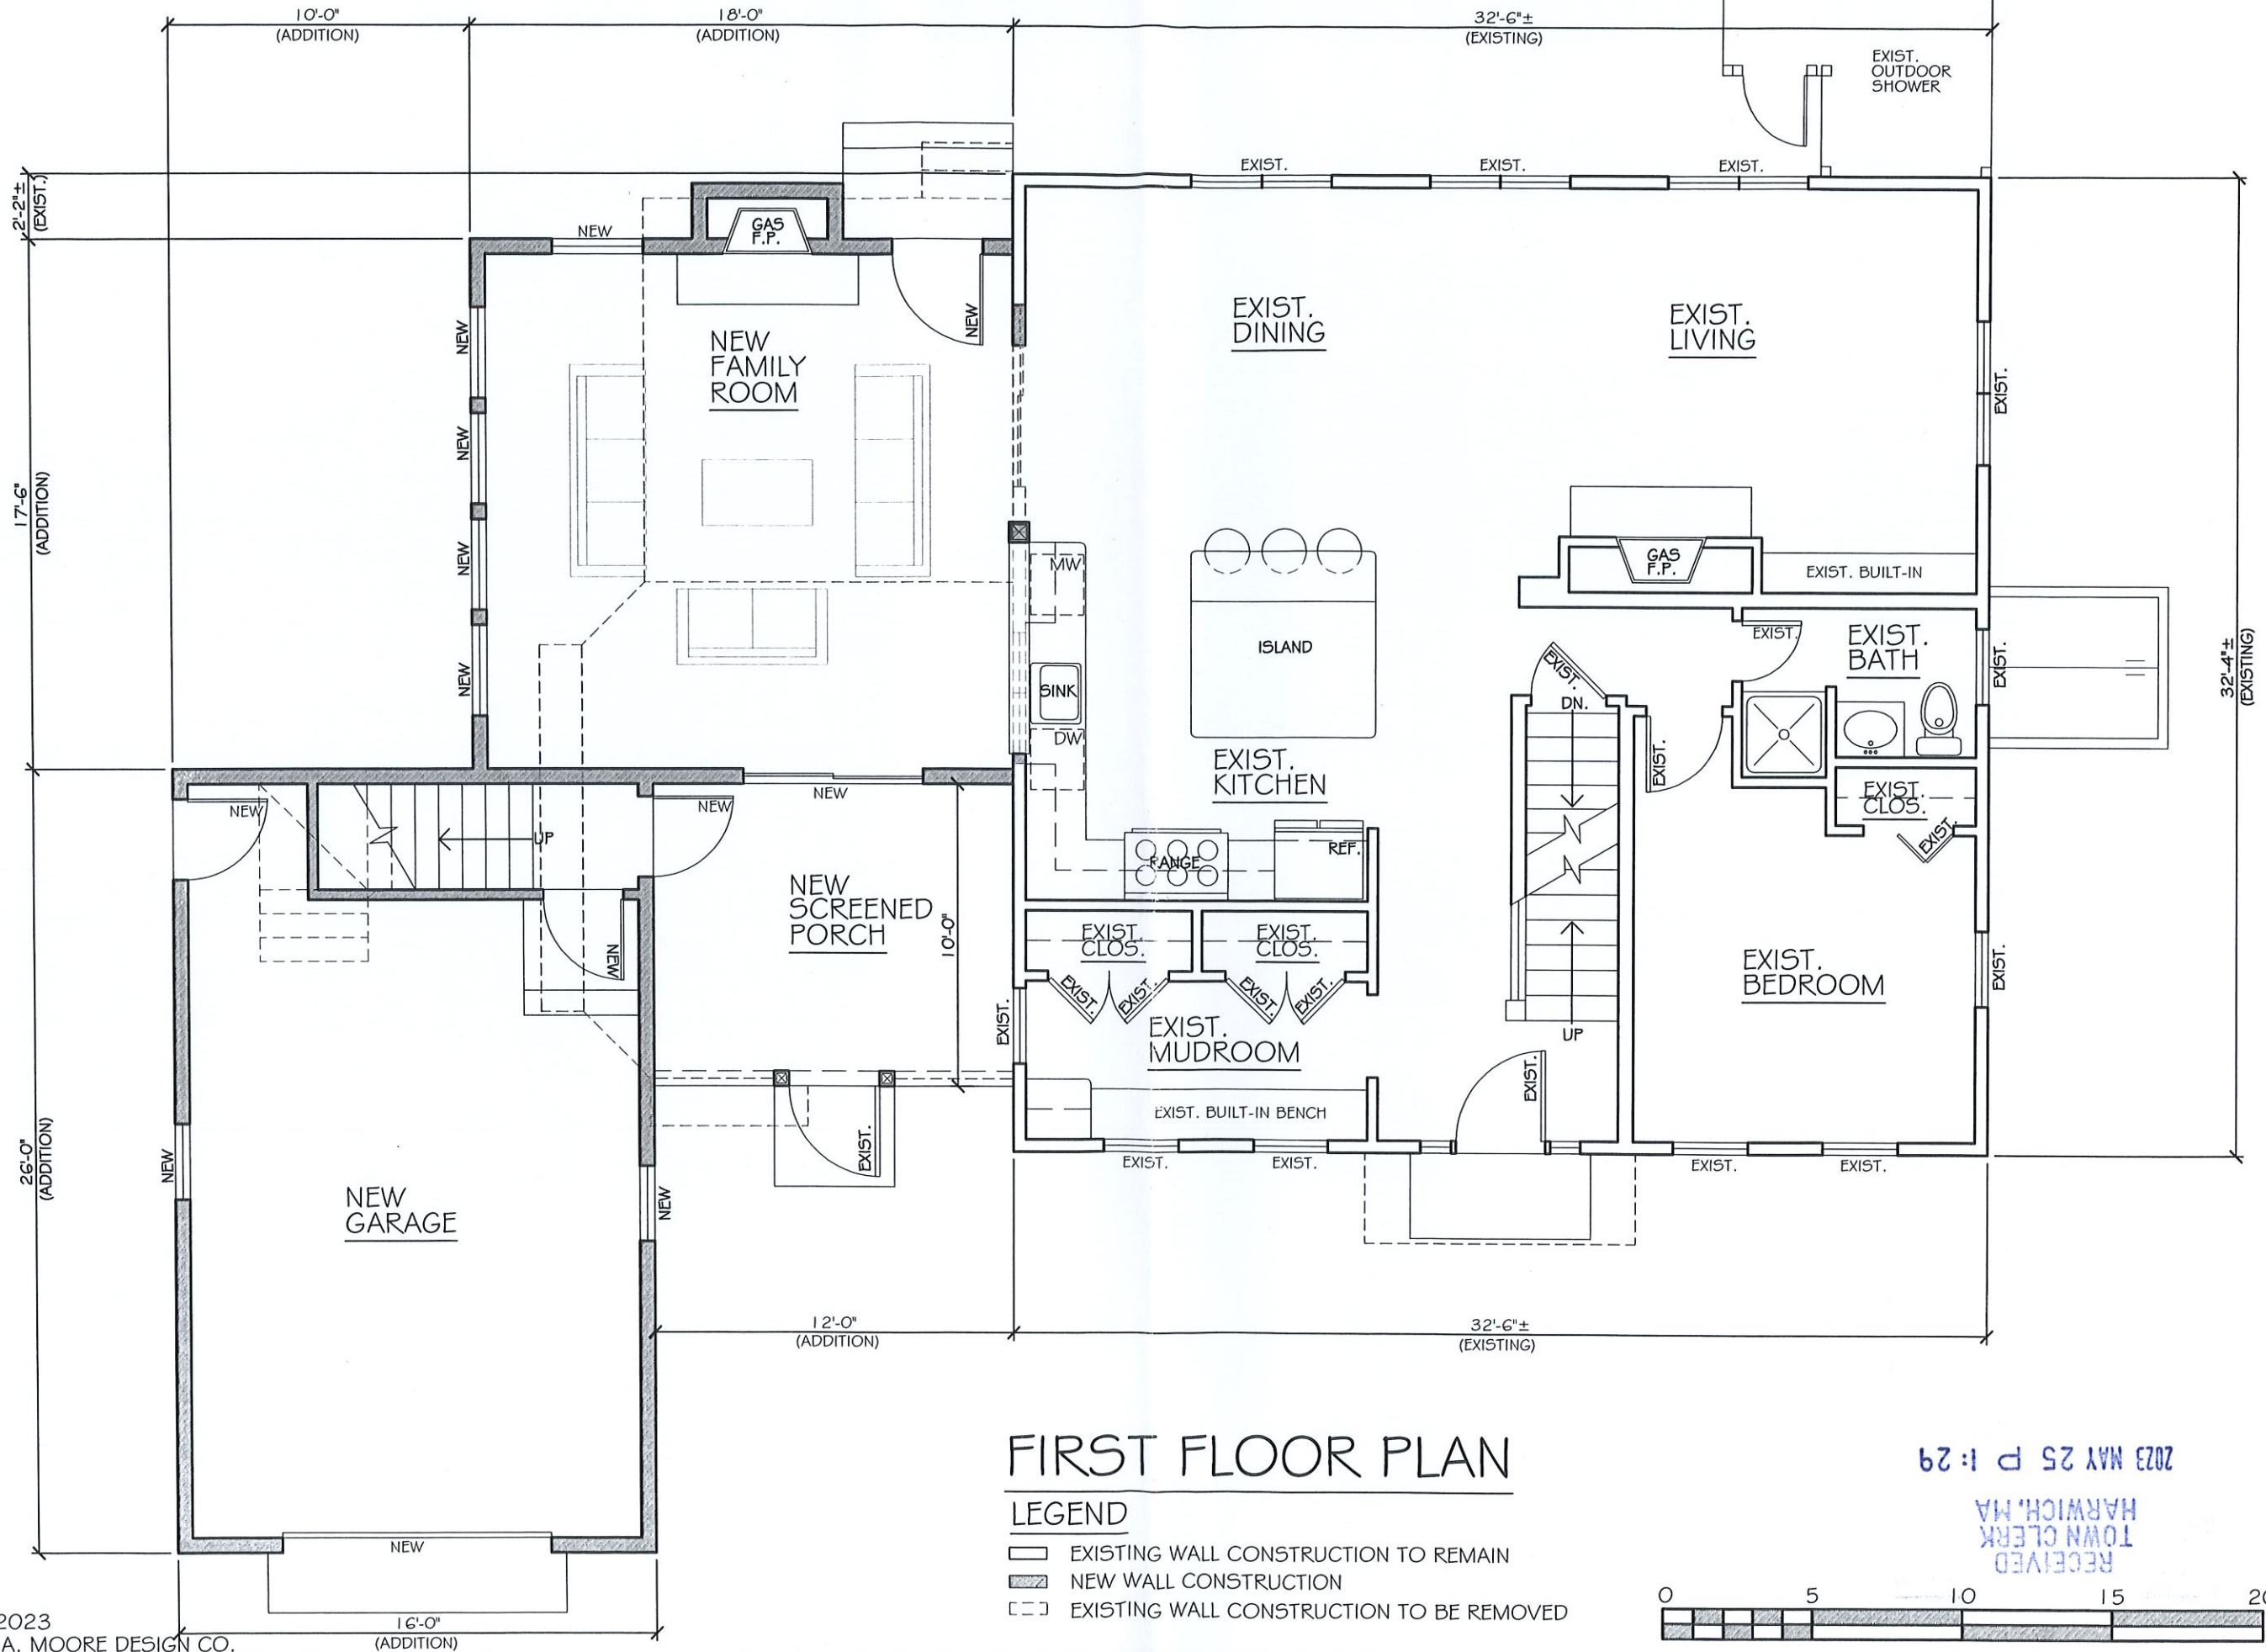 10'-0"
(ADDITION)
18'-0"
(ADDITION)
32'-6"±
(EXISTING)
EXIST.
OUTDOOR
SHOWER
2'-2"±
(EXIST.)
EXIST.
EXIST.
EXIST.
NEW
GAS
F.P.
NEW
NEW
FAMILY
ROOM
NEW
NEW
NEW
NEW
EXIST.
DINING
EXIST.
LIVING
EXIST.
17'-6"
(ADDITION)
MW
SINK
DW
ISLAND
GAS
F.P.
EXIST. BUILT-IN
EXIST.
EXIST.
BATH
EXIST.
32'-4"±
(EXISTING)
EXIST.
DN.
EXIST.
EXIST.
KITCHEN
NEW
NEW
NEW
UP
RANGE
REF.
EXIST.
CLOS.
EXIST.
NEW
SCREENED
PORCH
10'-0"
NEW
EXIST.
CLOS.
EXIST.
CLOS.
EXIST.
EXIST.
EXIST.
EXIST.
EXIST.
EXIST.
MUDROOM
UP
EXIST.
BEDROOM
EXIST.
EXIST.
EXIST.
EXIST. BUILT-IN BENCH
EXIST.
EXIST.
EXIST.
EXIST.
26'-0"
(ADDITION)
NEW
NEW
NEW
GARAGE
12'-0"
(ADDITION)
32'-6"±
(EXISTING)
NEW
16'-0"
(ADDITION)
FIRST FLOOR PLAN
LEGEND
EXISTING WALL CONSTRUCTION TO REMAIN
NEW WALL CONSTRUCTION
EXISTING WALL CONSTRUCTION TO BE REMOVED
RECEIVED
TOWN CLERK
HARWICH, MA
2023 MAY 25 P 1:29
0 5 10 15 20
2023
A. MOORE DESIGN CO.